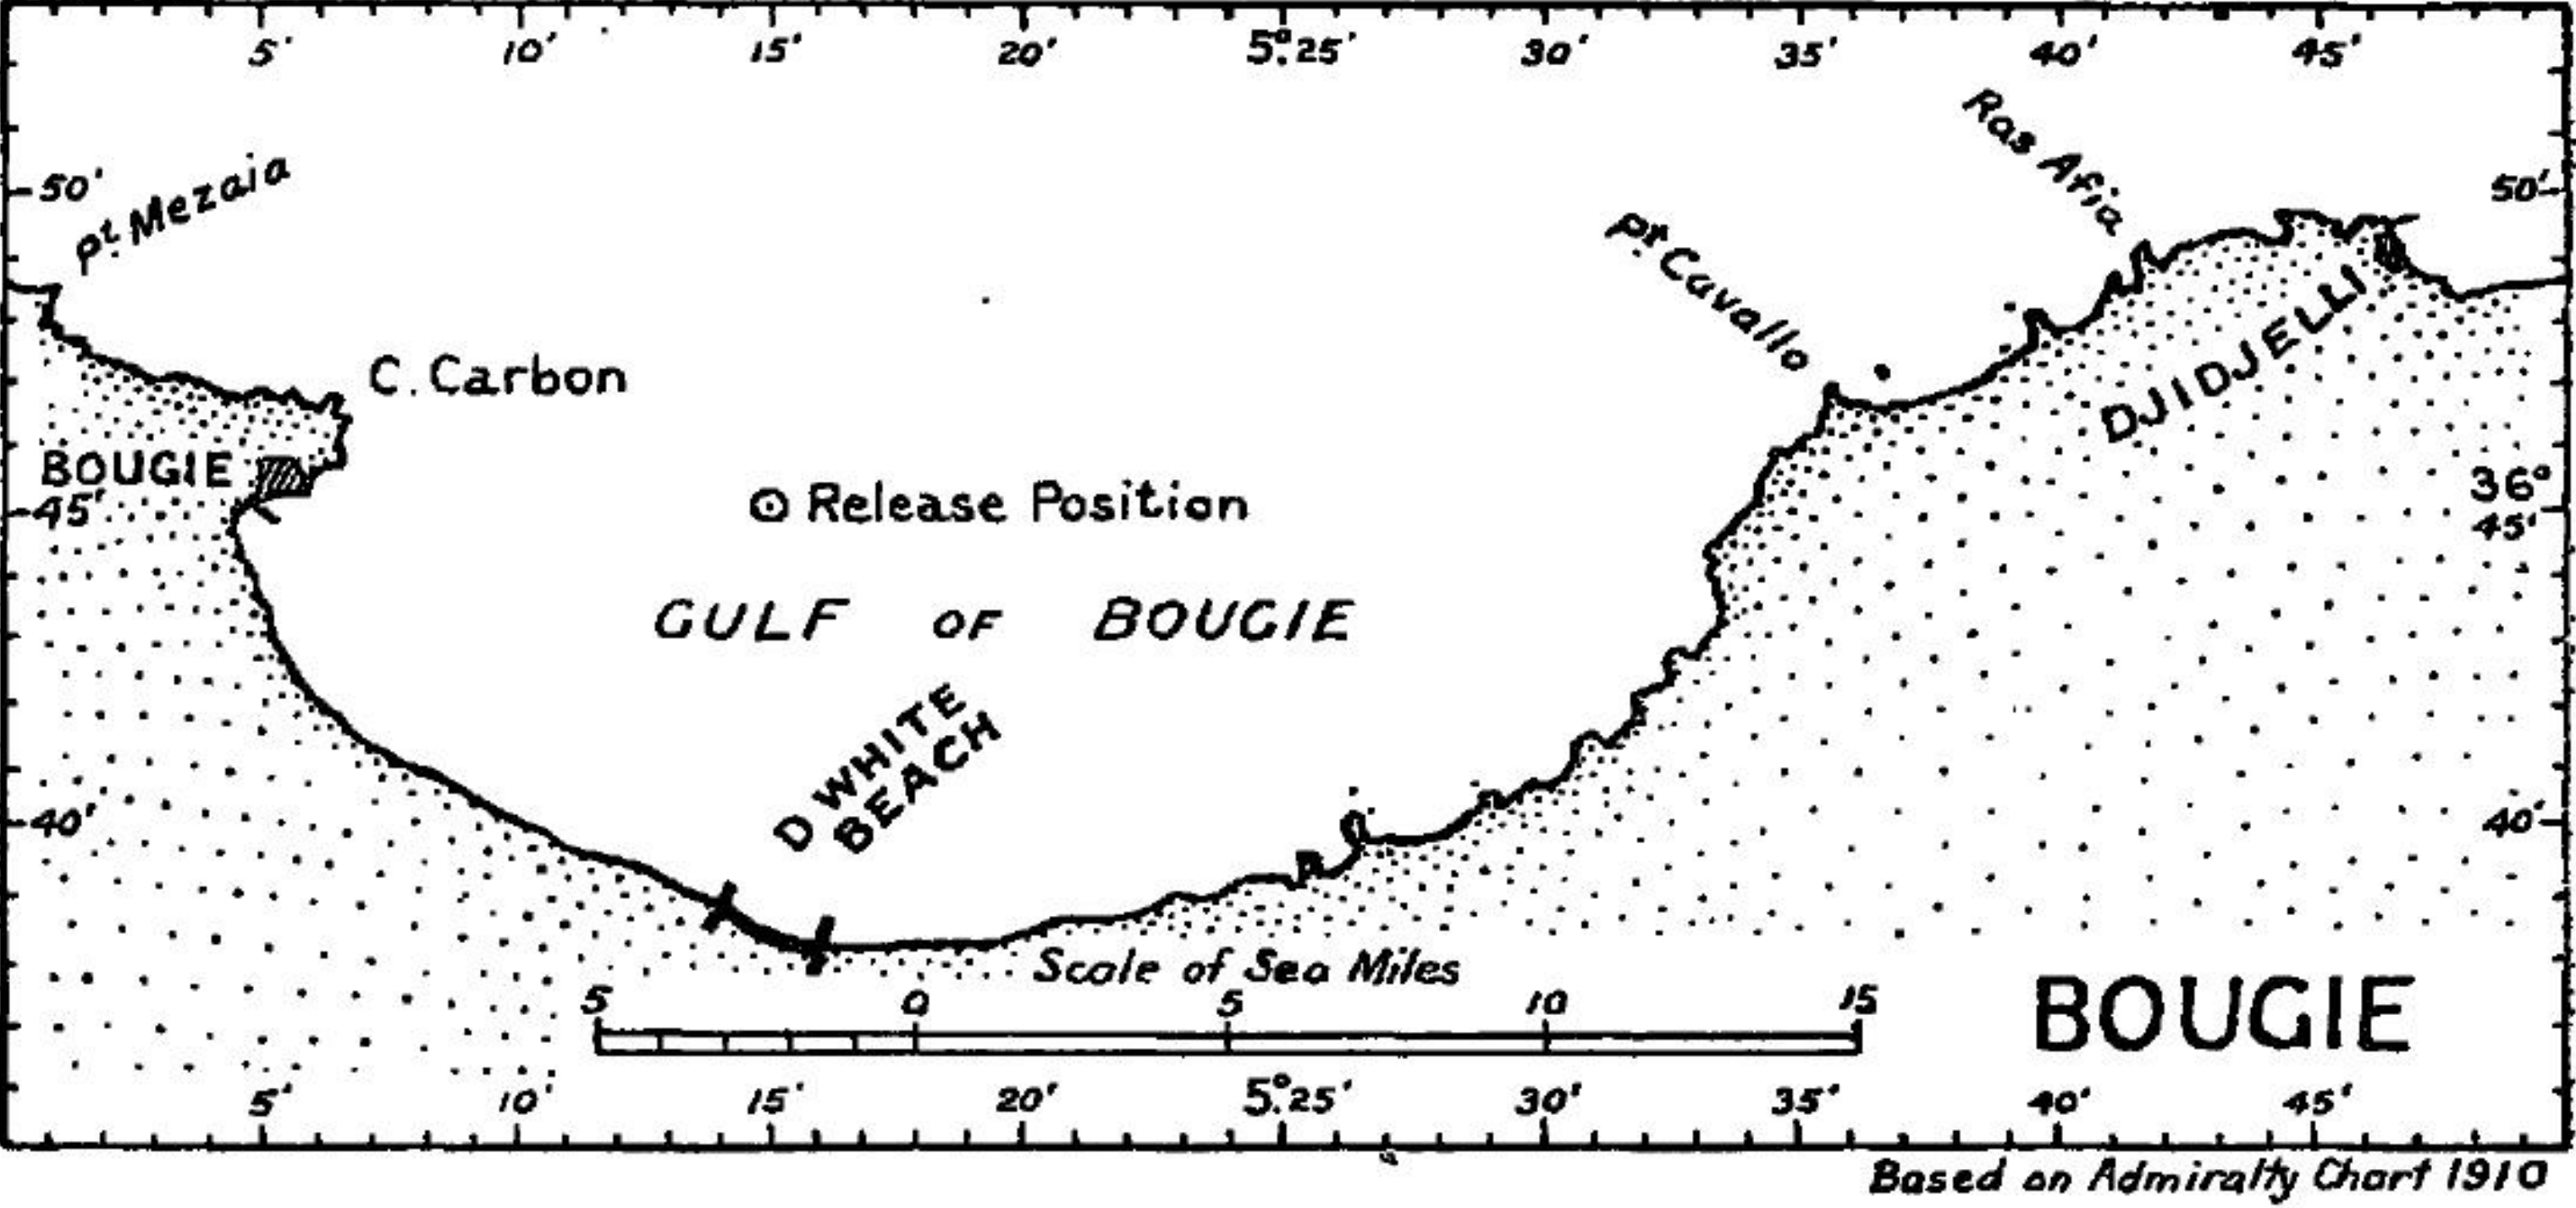 5' 10' 15' 20' 5°25' 30' 35' 40' 45'
Ras Afia
50' Pt. Mezaia 50'
Pt. Cavallo
C. Carbon
DJIDJELLI
BOUGIE
36°
45' Release Position 45'
GULF OF BOUGIE
D WHITE
BEACH
40' 40'
Scale of Sea Miles
5 0 5 10 15
BOUGIE
5' 10' 15' 20' 5°25' 30' 35' 40' 45'
Based on Admiralty Chart 1910